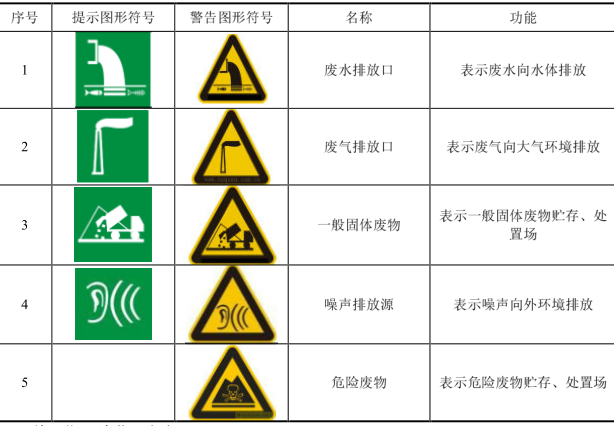 序号 提示图形符号 警告图形符号 名称 功能
1 废水排放口 表示废水向水体排放
2 废气排放口 表示废气向大气环境排放
3 一般固体废物 表示一般固体废物贮存、处
置场
4 噪声排放源 表示噪声向外环境排放
5 危险废物 表示危险废物贮存、处置场